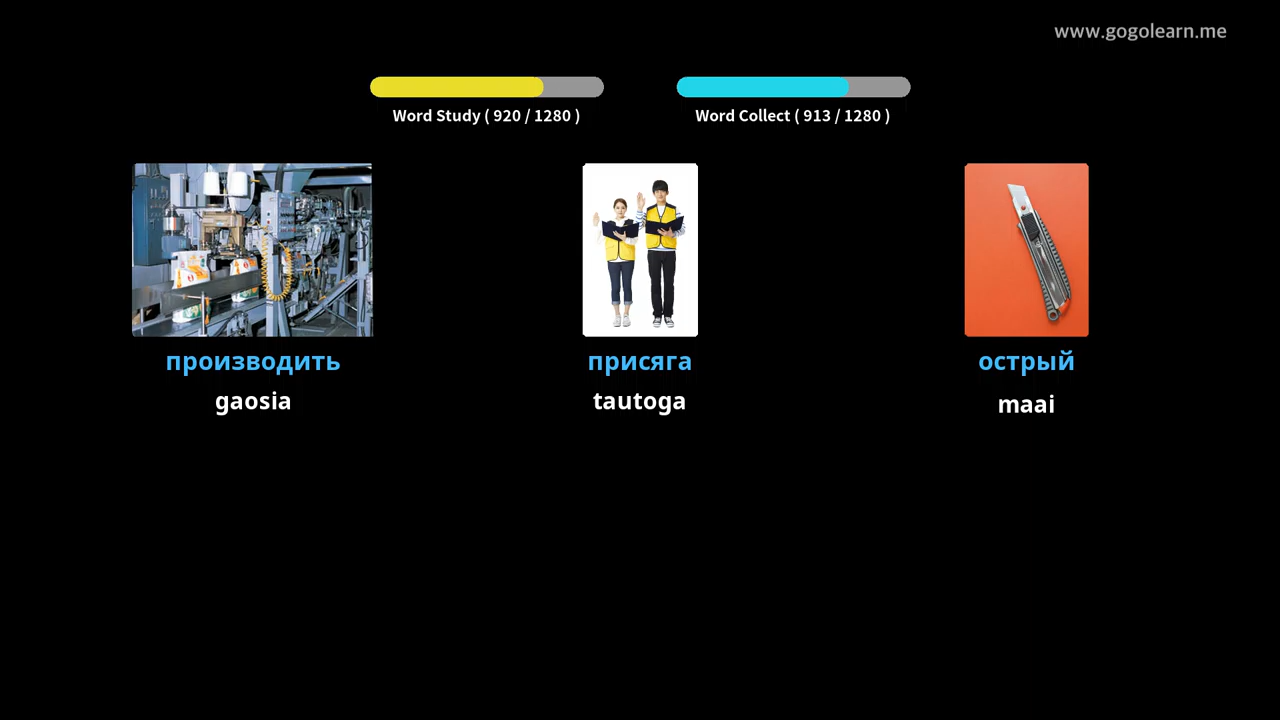 www.gogolearn.me
Word Study ( 920 / 1280 )
Word Collect ( 913 / 1280 )
производить
присяга
острый
gaosia
tautoga
maai